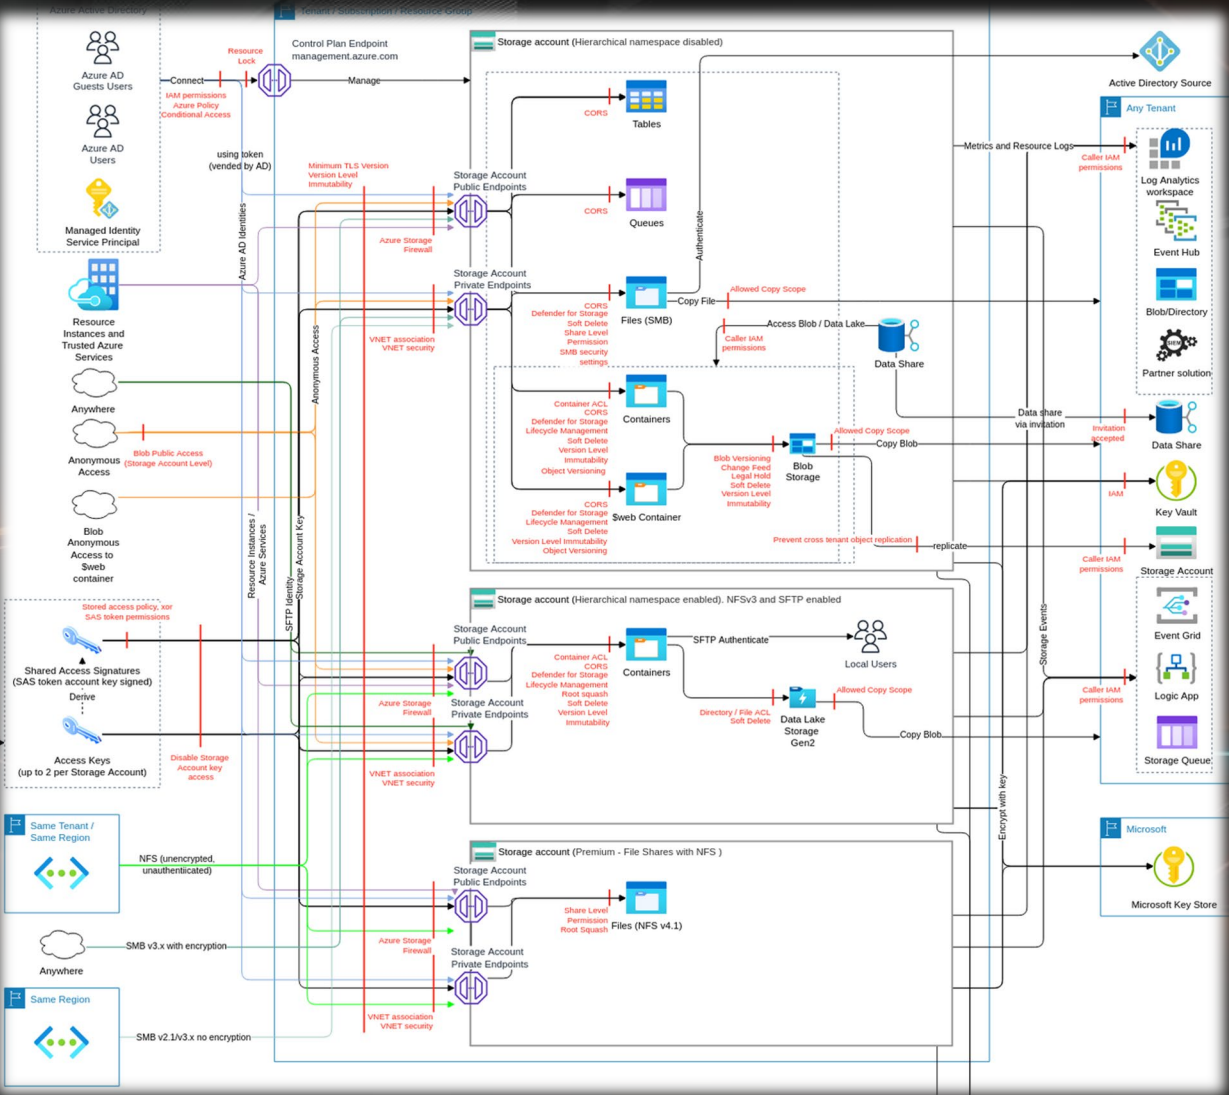 Azure Active Directory
Tenant / Subscription / Resource Group
Azure AD
Guests Users
Azure AD
Users
Managed Identity
Service Principal
Connect
Resource
Lock
IAM permissions
Azure Policy
Conditional Access
Control Plan Endpoint
management.azure.com
Manage
using token
(vended by AD)
Azure AD Identities
Minimum TLS Version
Version Level
Immutability
Resource
Instances and
Trusted Azure
Services
Anywhere
Anonymous
Access
Blob Public Access
(Storage Account Level)
Blob
Anonymous
Access to
$web
container
Anonymous Access
Resource Instances /
Azure Services
SFTP Identity
Storage Account Key
Stored access policy, xor
SAS token permissions
Shared Access Signatures
(SAS token account key signed)
Derive
Access Keys
(up to 2 per Storage Account)
Disable Storage
Account key
access
Same Tenant /
Same Region
NFS (unencrypted,
unauthenticated)
Anywhere
SMB v3.x with encryption
Same Region
SMB v2.1/v3.x no encryption
Storage account (Hierarchical namespace disabled)
Storage Account
Public Endpoints
Azure Storage
Firewall
Storage Account
Private Endpoints
VNET association
VNET security
CORS
Tables
CORS
Queues
CORS
Defender for Storage
Soft Delete
Share Level
Permission
SMB security
settings
Files (SMB)
Authenticate
Copy File
Allowed Copy Scope
Access Blob / Data Lake
Caller IAM
permissions
Data Share
Container ACL
CORS
Defender for Storage
Lifecycle Management
Soft Delete
Version Level
Immutability
Object Versioning
Containers
CORS
Defender for Storage
Lifecycle Management
Soft Delete
Version Level Immutability
Object Versioning
$web Container
Blob Versioning
Change Feed
Legal Hold
Soft Delete
Version Level
Immutability
Blob
Storage
Allowed Copy Scope
Copy Blob
Prevent cross tenant object replication
replicate
Data share
via invitation
Storage account (Hierarchical namespace enabled). NFSv3 and SFTP enabled
Storage Account
Public Endpoints
Azure Storage
Firewall
Storage Account
Private Endpoints
VNET association
VNET security
Container ACL
CORS
Defender for Storage
Lifecycle Management
Root squash
Soft Delete
Version Level
Immutability
Containers
SFTP Authenticate
Local Users
Directory / File ACL
Soft Delete
Data Lake
Storage
Gen2
Allowed Copy Scope
Copy Blob
Storage account (Premium - File Shares with NFS )
Storage Account
Public Endpoints
Azure Storage
Firewall
Storage Account
Private Endpoints
VNET association
VNET security
Share Level
Permission
Root Squash
Files (NFS v4.1)
Metrics and Resource Logs
Storage Events
Encrypt with key
Active Directory Source
Any Tenant
Caller IAM
permissions
Log Analytics
workspace
Event Hub
Blob/Directory
SIEM
Partner solution
Invitation
accepted
Data Share
IAM
Key Vault
Caller IAM
permissions
Storage Account
Event Grid
Logic App
Caller IAM
permissions
Storage Queue
Microsoft
Microsoft Key Store